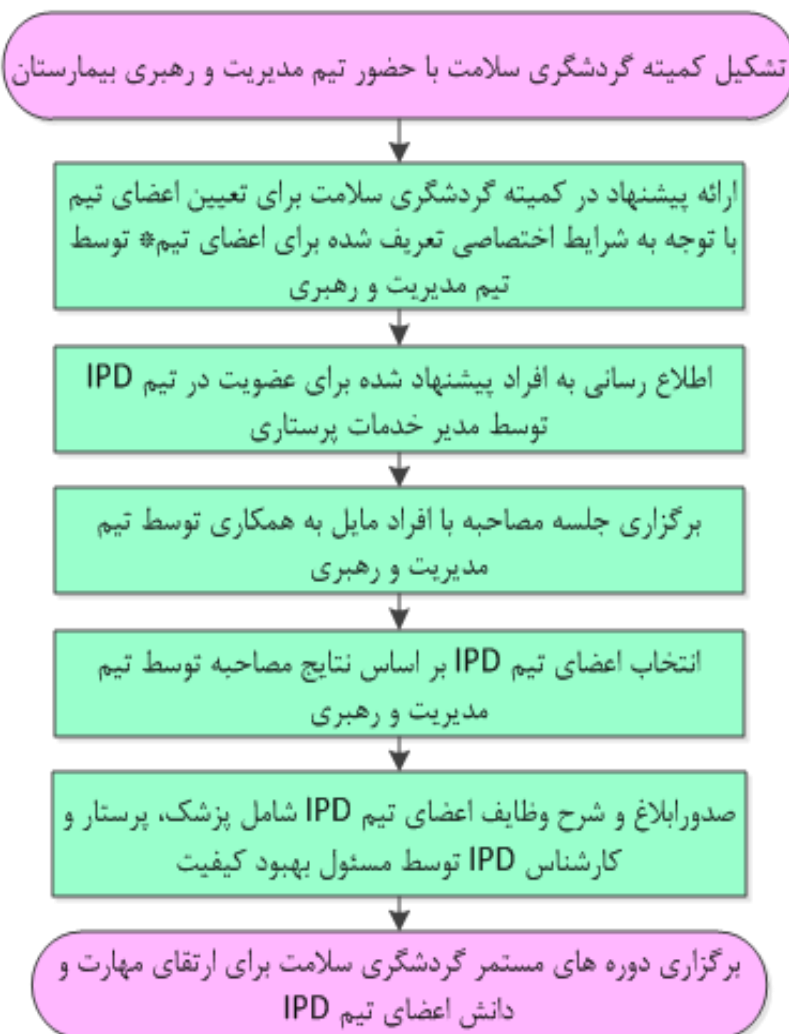 تشکیل کمیته گردشگری سلامت با حضور تیم مدیریت و رهبری بیمارستان
ارائه پیشنهاد در کمیته گردشگری سلامت برای تعیین اعضای تیم
با توجه به شرایط اختصاصی تعریف شده برای اعضای تیم* توسط
تیم مدیریت و رهبری
اطلاع رسانی به افراد پیشنهاد شده برای عضویت در تیم IPD
توسط مدیر خدمات پرستاری
برگزاری جلسه مصاحبه با افراد مایل به همکاری توسط تیم
مدیریت و رهبری
انتخاب اعضای تیم IPD بر اساس نتایج مصاحبه توسط تیم
مدیریت و رهبری
صدورابلاغ و شرح وظایف اعضای تیم IPD شامل پزشک، پرستار و
کارشناس IPD توسط مسئول بهبود کیفیت
برگزاری دوره های مستمر گردشگری سلامت برای ارتقای مهارت و
دانش اعضای تیم IPD